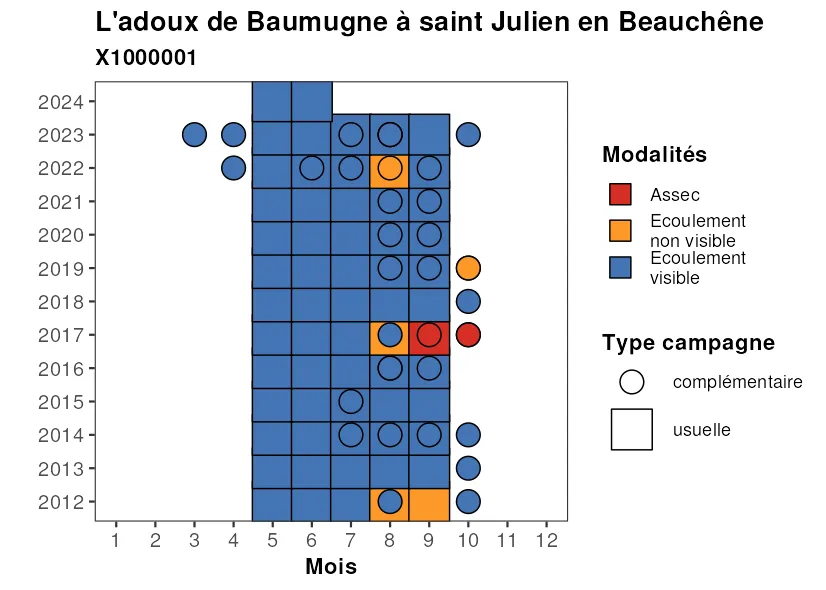 L'adoux de Baumugne à saint Julien en Beauchêne
X1000001
2024
2023
2022
2021
2020
2019
2018
2017
2016
2015
2014
2013
2012
1 2 3 4 5 6 7 8 9 10 11 12
Mois
Modalités
Assec
Ecoulement
non visible
Ecoulement
visible
Type campagne
complémentaire
usuelle